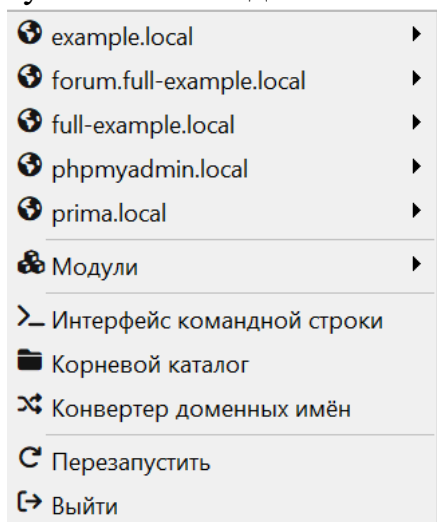 example.local
forum.full-example.local
full-example.local
phpmyadmin.local
prima.local
Модули
Интерфейс командной строки
Корневой каталог
Конвертер доменных имён
Перезапустить
Выйти